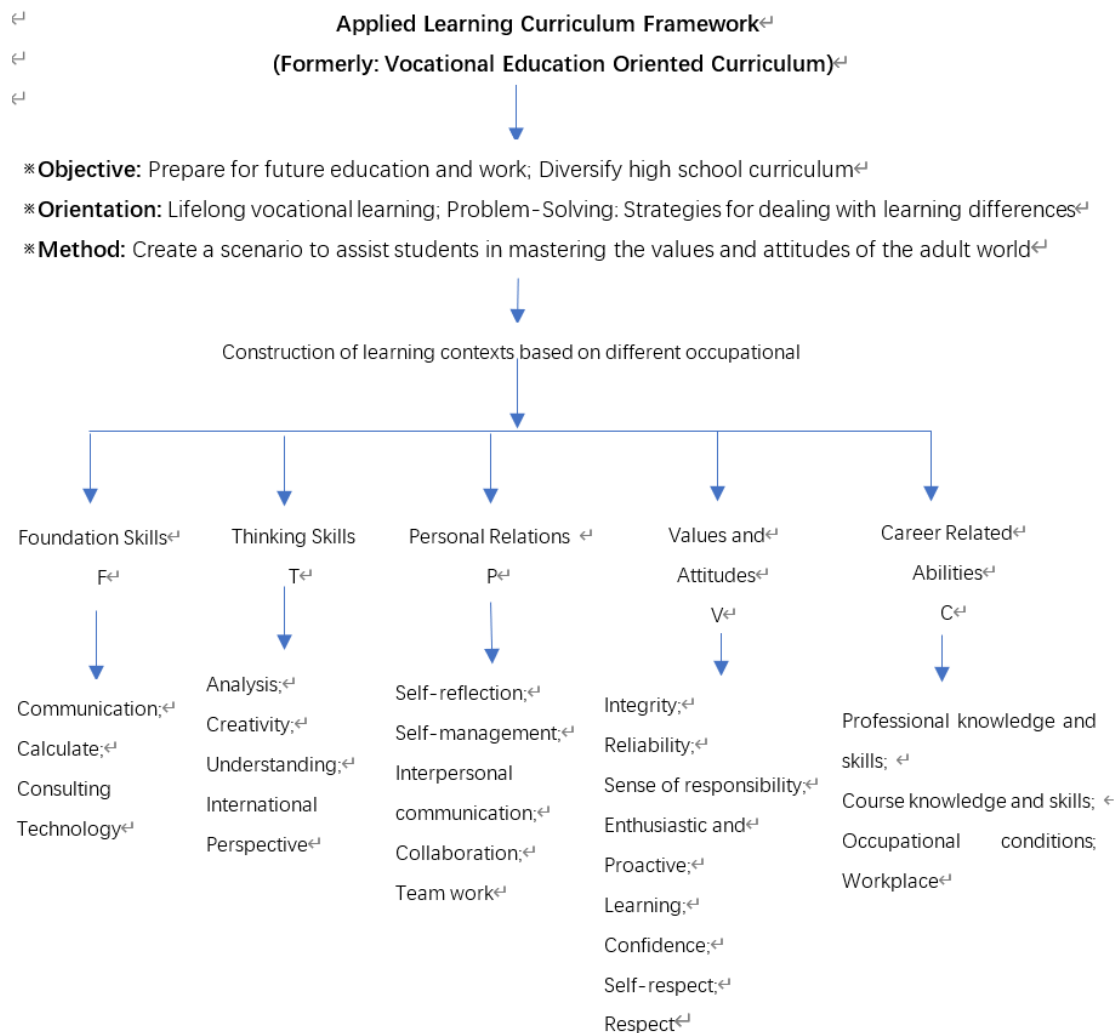 Applied Learning Curriculum Framework
(Formerly: Vocational Education Oriented Curriculum)
※Objective: Prepare for future education and work; Diversify high school curriculum
※Orientation: Lifelong vocational learning; Problem-Solving: Strategies for dealing with learning differences
※Method: Create a scenario to assist students in mastering the values and attitudes of the adult world
Construction of learning contexts based on different occupational
Foundation Skills
F
Communication;
Calculate;
Consulting
Technology
Thinking Skills
T
Analysis;
Creativity;
Understanding;
International
Perspective
Personal Relations
P
Self-reflection;
Self-management;
Interpersonal
communication;
Collaboration;
Team work
Values and
Attitudes
V
Integrity;
Reliability;
Sense of responsibility;
Enthusiastic and
Proactive;
Learning;
Confidence;
Self-respect;
Respect
Career Related
Abilities
C
Professional knowledge and
skills;
Course knowledge and skills;
Occupational conditions;
Workplace